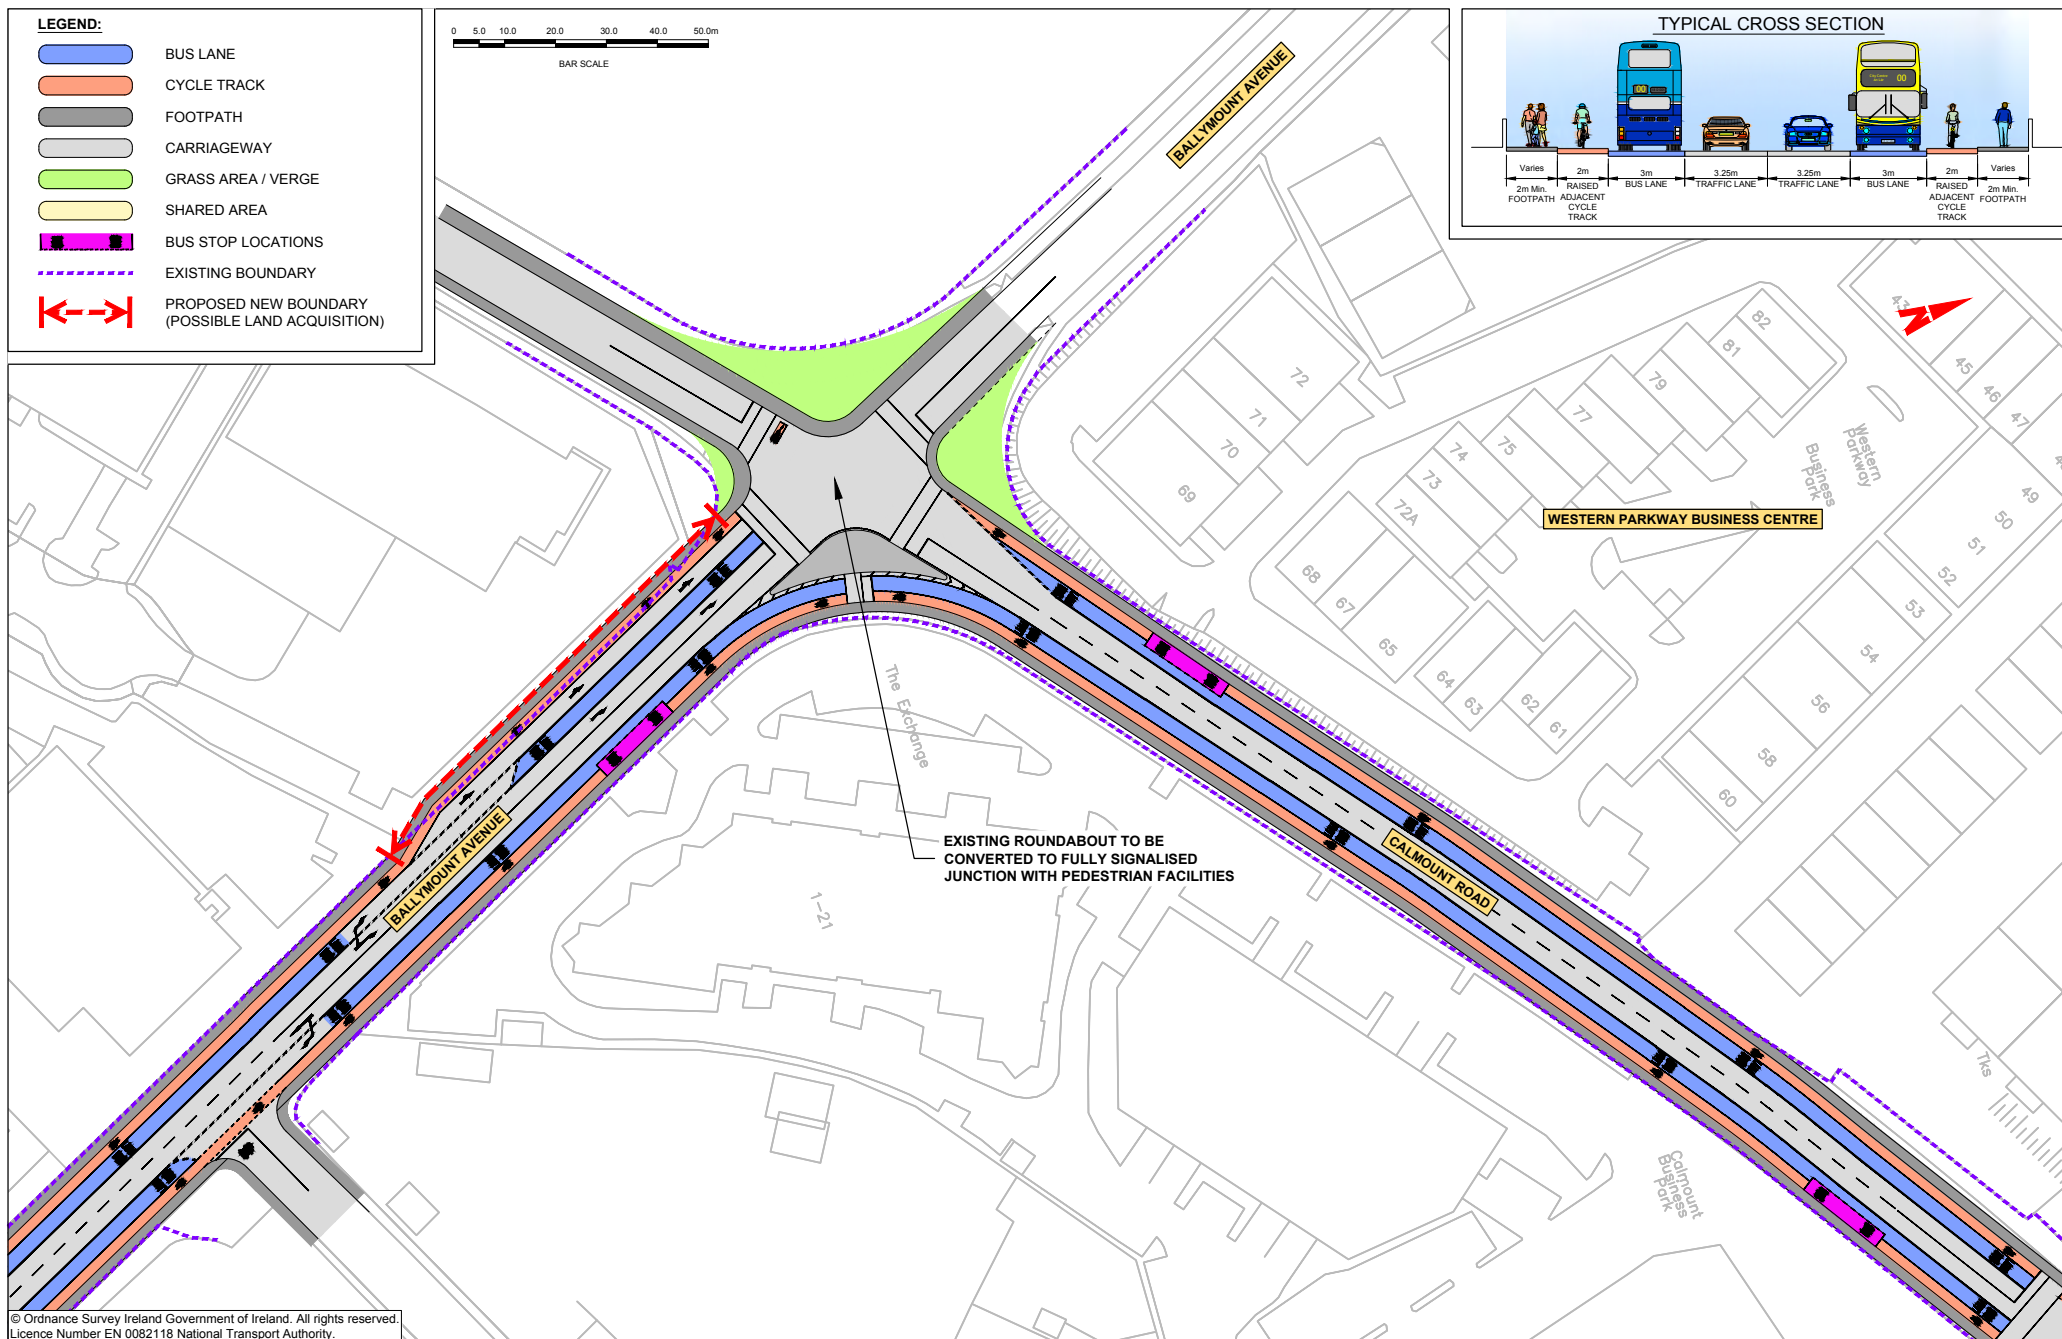 LEGEND:
BUS LANE
CYCLE TRACK
FOOTPATH
CARRIAGEWAY
GRASS AREA / VERGE
SHARED AREA
BUS STOP LOCATIONS
EXISTING BOUNDARY
PROPOSED NEW BOUNDARY
(POSSIBLE LAND ACQUISITION)
0 5.0 10.0 20.0 30.0 40.0 50.0m
BAR SCALE
TYPICAL CROSS SECTION
00
00
Varies
2m Min.
FOOTPATH
2m
RAISED
ADJACENT
CYCLE
TRACK
3m
BUS LANE
3.25m
TRAFFIC LANE
3.25m
TRAFFIC LANE
3m
BUS LANE
2m
RAISED
ADJACENT
CYCLE
TRACK
Varies
2m Min.
FOOTPATH
BALLYMOUNT AVENUE
N
43
45
46
47
49
50
51
52
53
54
56
58
60
82
81
79
77
75
74
73
72A
72
71
70
69
68
67
65
64
63
62
61
Western
Parkway
Business
Park
WESTERN PARKWAY BUSINESS CENTRE
The Exchange
1-21
EXISTING ROUNDABOUT TO BE
CONVERTED TO FULLY SIGNALISED
JUNCTION WITH PEDESTRIAN FACILITIES
BALLYMOUNT AVENUE
CALMOUNT ROAD
Tks
Calmount
Business
Park
© Ordnance Survey Ireland Government of Ireland. All rights reserved.
Licence Number EN 0082118 National Transport Authority.